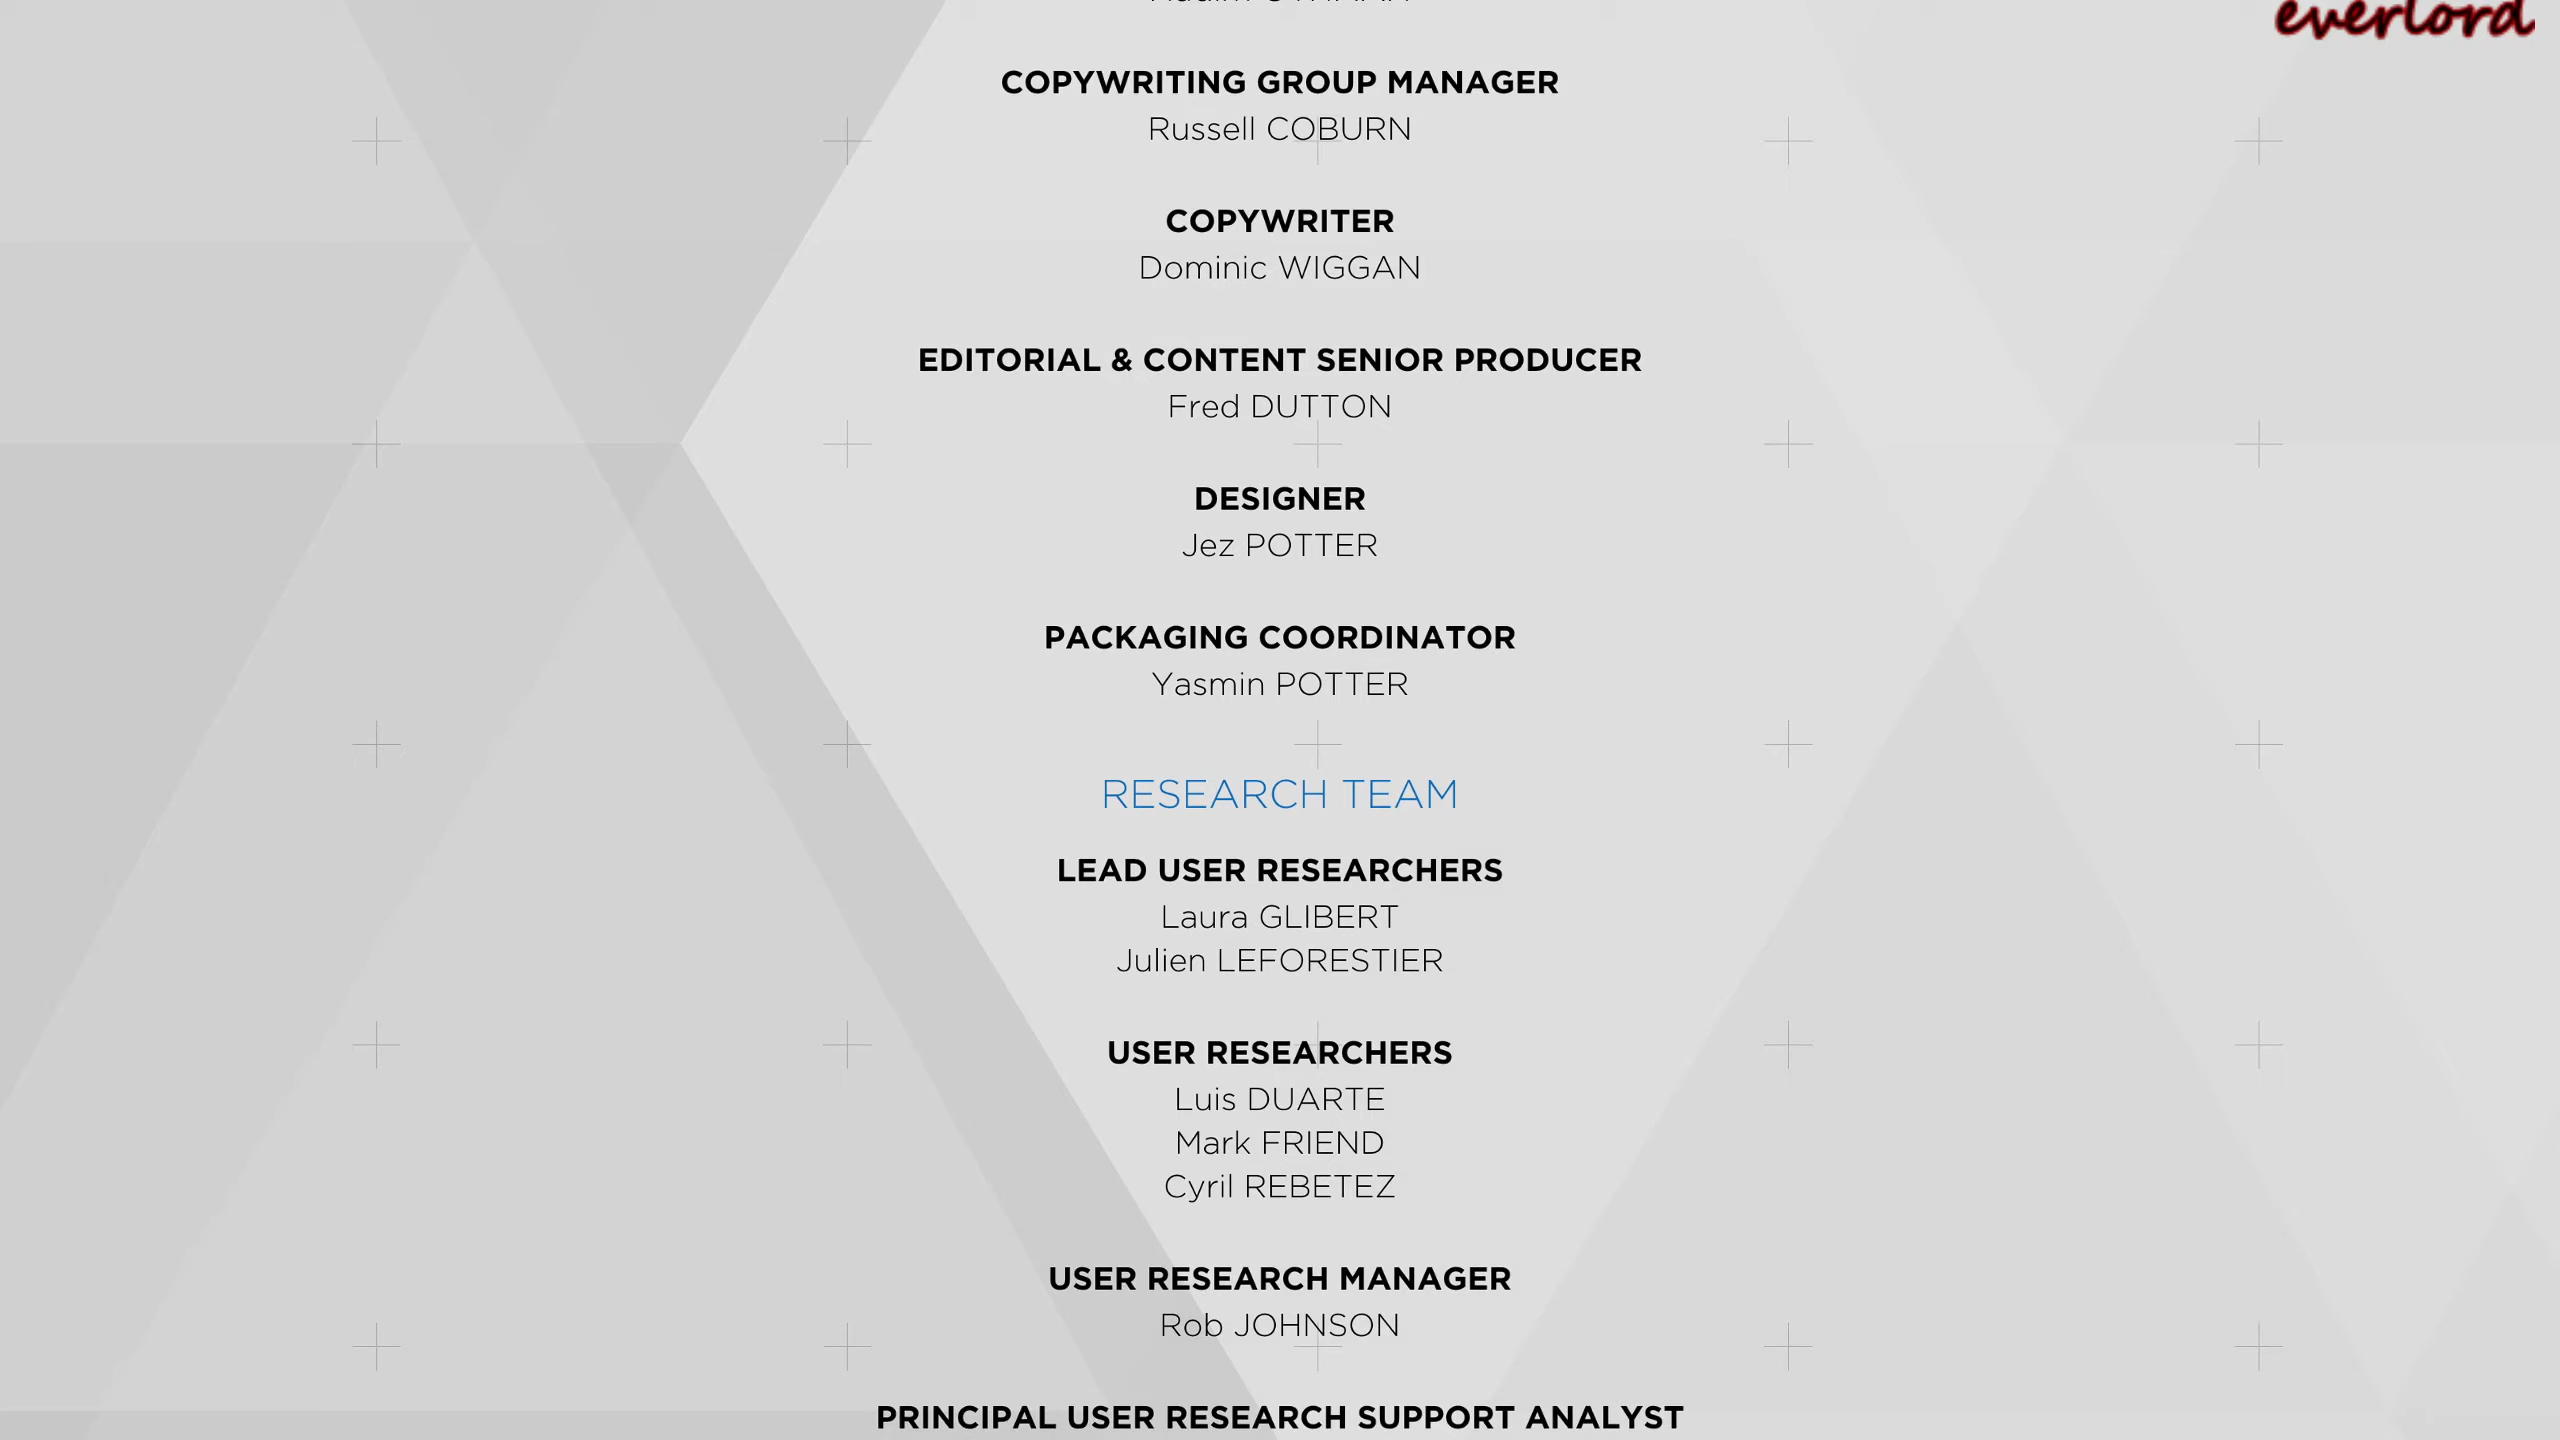 everlord
COPYWRITING GROUP MANAGER
Russell COBURN
COPYWRITER
Dominic WIGGAN
EDITORIAL & CONTENT SENIOR PRODUCER
Fred DUTTON
DESIGNER
Jez POTTER
PACKAGING COORDINATOR
Yasmin POTTER
RESEARCH TEAM
LEAD USER RESEARCHERS
Laura GLIBERT
Julien LEFORESTIER
USER RESEARCHERS
Luis DUARTE
Mark FRIEND
Cyril REBETEZ
USER RESEARCH MANAGER
Rob JOHNSON
PRINCIPAL USER RESEARCH SUPPORT ANALYST